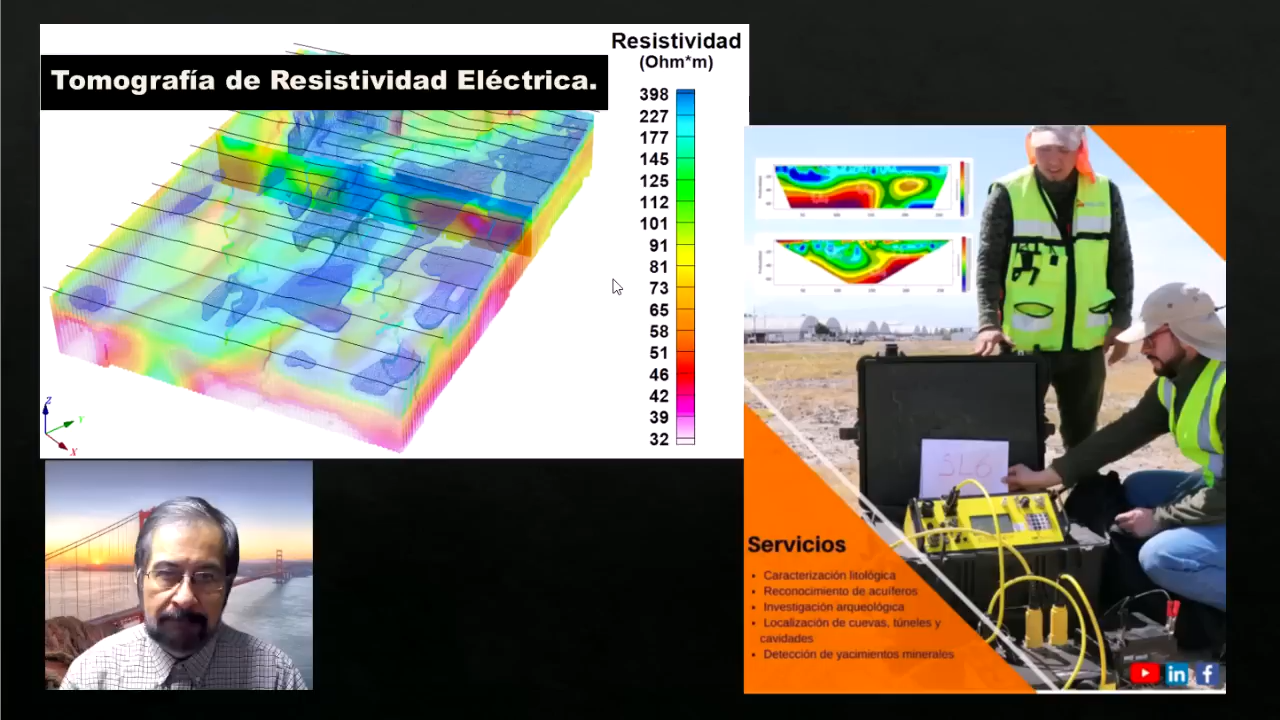 Tomografía de Resistividad Eléctrica.
Resistividad
(Ohm*m)
398
227
177
145
125
112
101
91
81
73
65
58
51
46
42
39
32
Z
Y
X
SL6
Servicios
• Caracterización litológica
• Reconocimiento de acuíferos
• Investigación arqueológica
• Localización de cuevas, túneles y
cavidades
• Detección de yacimientos minerales
in
f